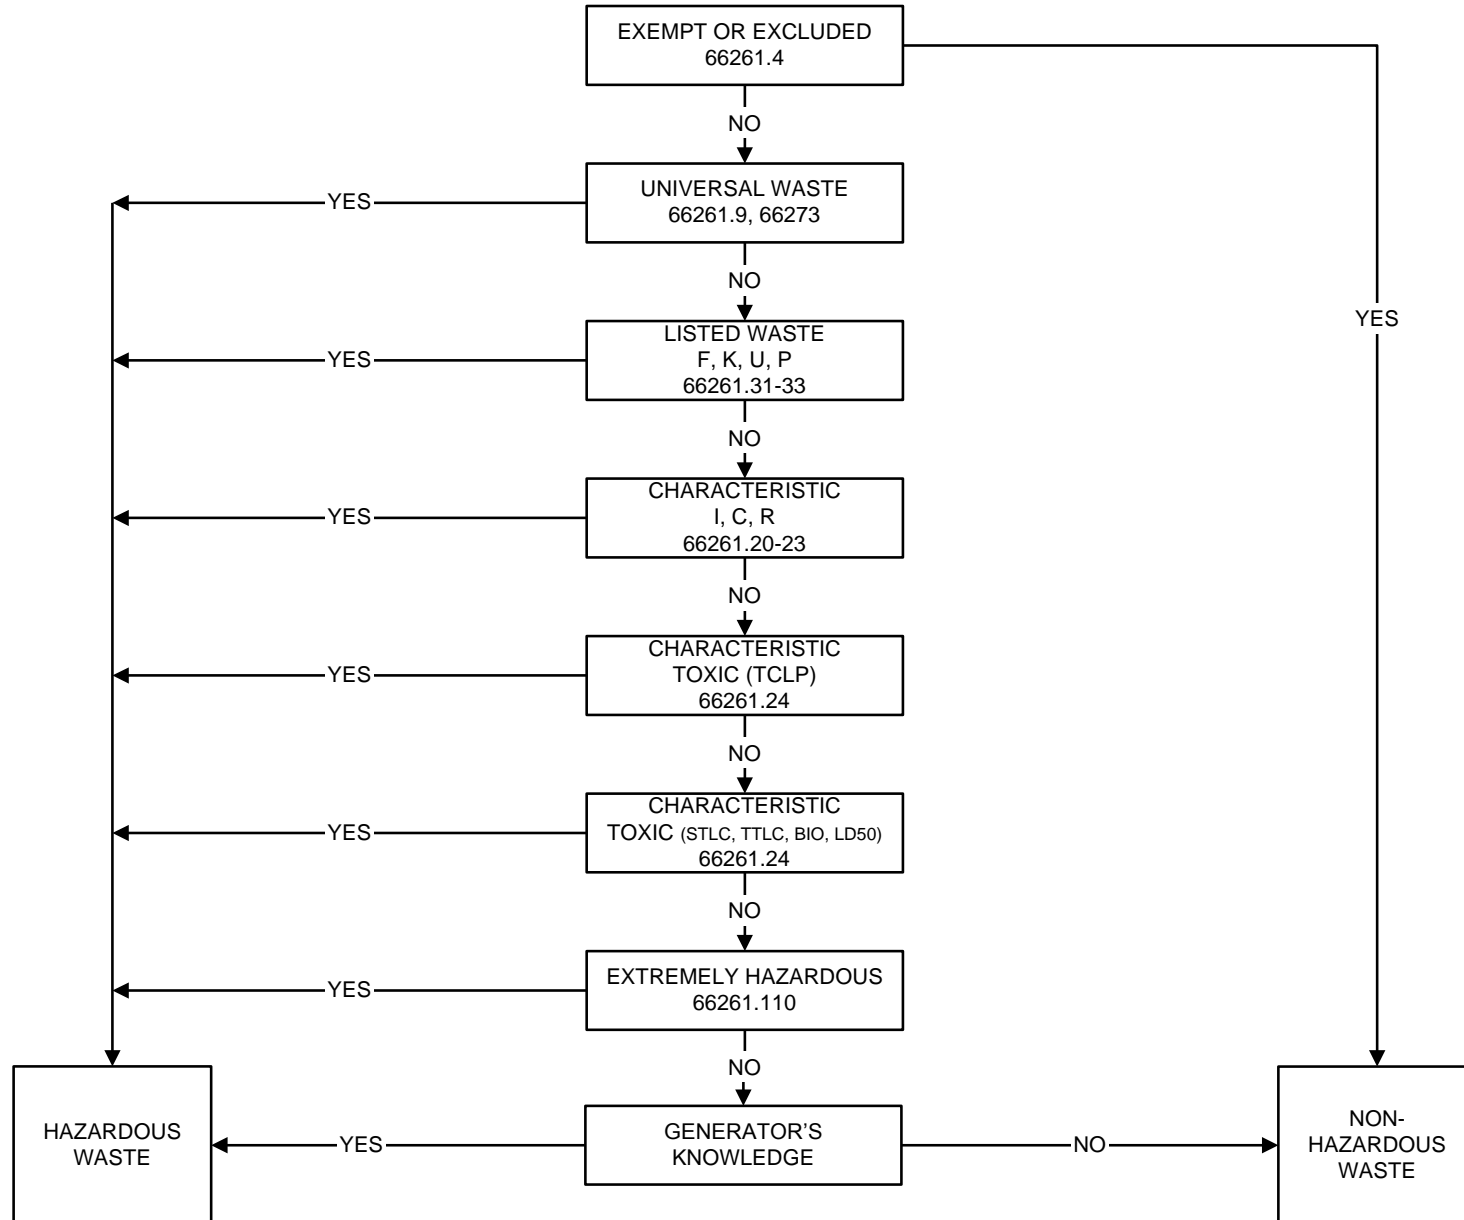 EXEMPT OR EXCLUDED
66261.4
NO
YES
UNIVERSAL WASTE
66261.9, 66273
NO
YES
LISTED WASTE
F, K, U, P
66261.31-33
YES
NO
CHARACTERISTIC
I, C, R
66261.20-23
YES
NO
CHARACTERISTIC
TOXIC (TCLP)
66261.24
YES
NO
CHARACTERISTIC
TOXIC (STLC, TTLC, BIO, LD50)
66261.24
YES
NO
EXTREMELY HAZARDOUS
66261.110
YES
NO
HAZARDOUS
WASTE
YES
GENERATOR'S
KNOWLEDGE
NO
NON-
HAZARDOUS
WASTE
YES